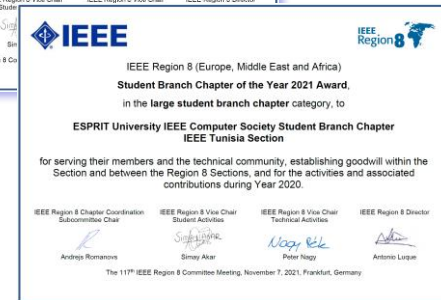 IEEE
IEEE Region 8
IEEE Region 8 (Europe, Middle East and Africa)
Student Branch Chapter of the Year 2021 Award,
in the large student branch chapter category, to
ESPRIT University IEEE Computer Society Student Branch Chapter
IEEE Tunisia Section
for serving their members and the technical community, establishing goodwill within the
Section and between the Region 8 Sections, and for the activities and associated
contributions during Year 2020.
IEEE Region 8 Chapter Coordination Subcommittee Chair
IEEE Region 8 Vice Chair Student Activities
IEEE Region 8 Vice Chair Technical Activities
IEEE Region 8 Director
Andrejs Romanovs
Simay Akar
Peter Nagy
Antonio Luque
The 117th IEEE Region 8 Committee Meeting, November 7, 2021, Frankfurt, Germany